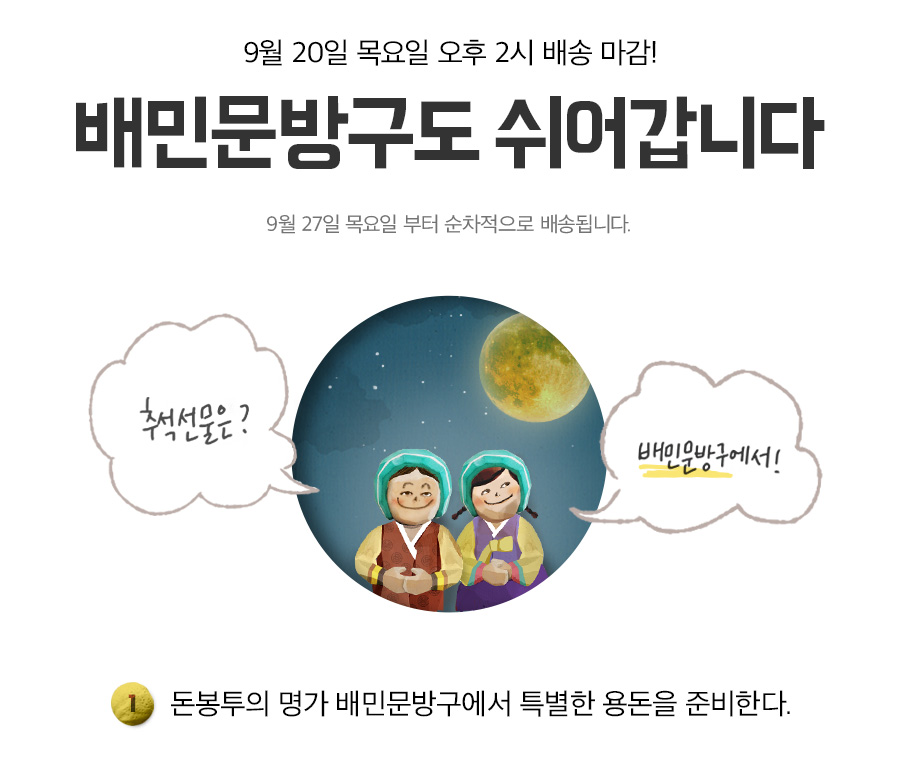 9월 20일 목요일 오후 2시 배송 마감!
배민문방구도 쉬어갑니다
9월 27일 목요일 부터 순차적으로 배송됩니다.
추석선물은?
배민문방구에서!
1 돈봉투의 명가 배민문방구에서 특별한 용돈을 준비한다.